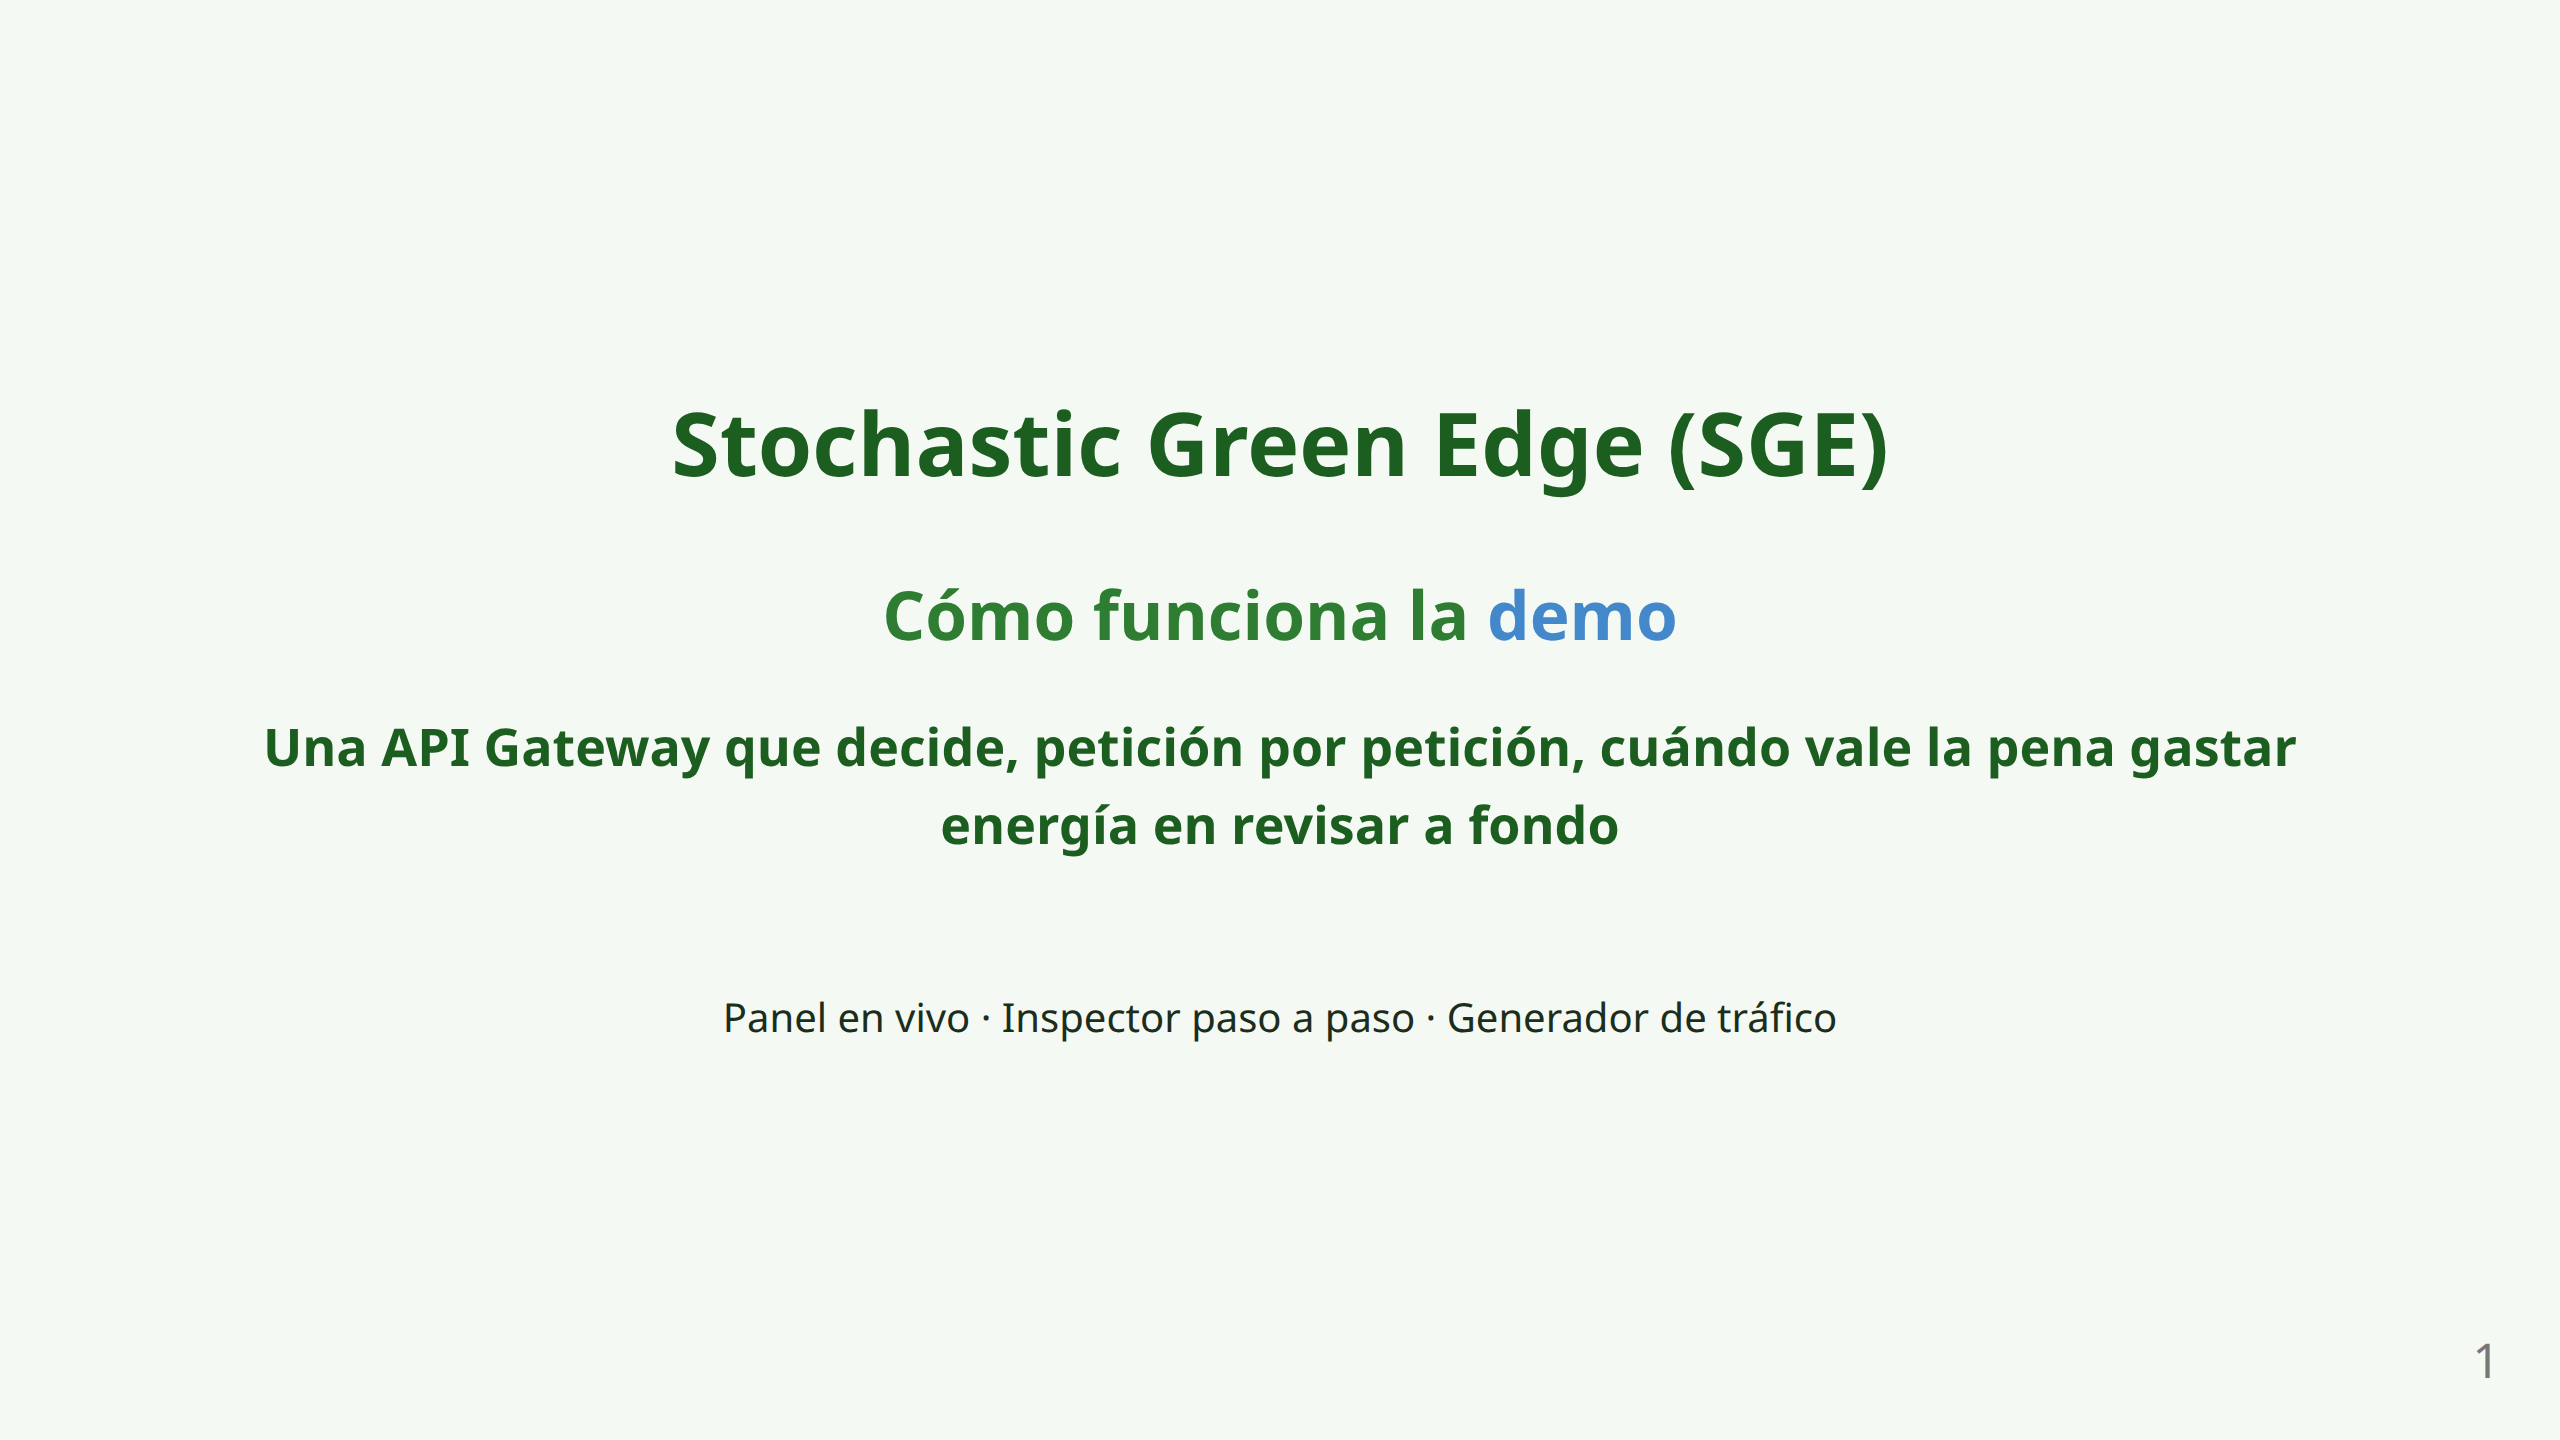 Stochastic Green Edge (SGE)
Cómo funciona la demo
Una API Gateway que decide, petición por petición, cuándo vale la pena gastar
energía en revisar a fondo
Panel en vivo · Inspector paso a paso · Generador de tráfico
1